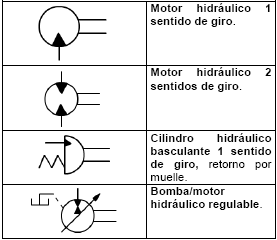 Motor hidráulico 1
sentido de giro.
Motor hidráulico 2
sentidos de giro.
Cilindro hidráulico
basculante 1 sentido
de giro, retorno por
muelle.
Bomba/motor
hidráulico regulable.